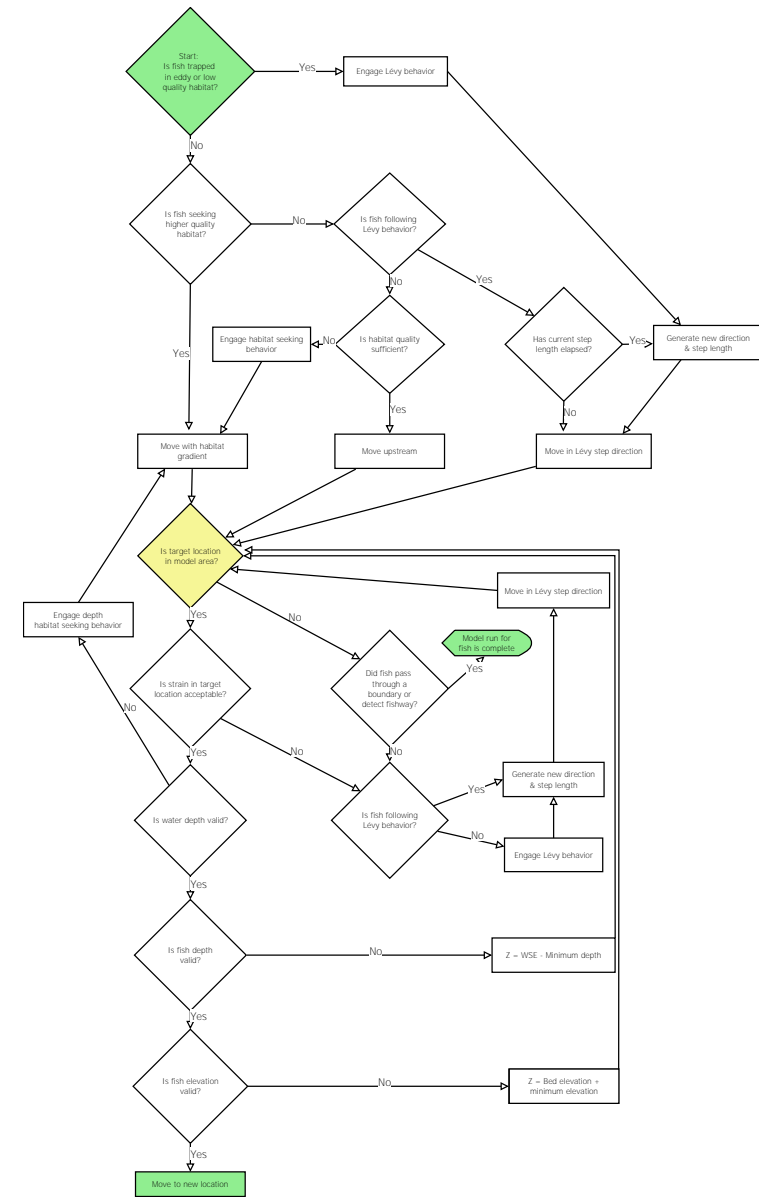 Start:
Is fish trapped
in eddy or low
quality habitat?
Yes
Engage Lévy behavior
No
Is fish seeking
higher quality
habitat?
No
Is fish following
Lévy behavior?
Yes
No
Yes
Engage habitat seeking
behavior
No
Is habitat quality
sufficient?
Has current step
length elapsed?
Yes
Generate new direction
& step length
Yes
No
Move with habitat
gradient
Move upstream
Move in Lévy step direction
Is target location
in model area?
Move in Lévy step direction
Engage depth
habitat seeking behavior
Yes
No
Model run for
fish is complete
Yes
Is strain in target
location acceptable?
Did fish pass
through a
boundary or
detect fishway?
No
Yes
No
No
Generate new direction
& step length
Yes
Is water depth valid?
Is fish following
Lévy behavior?
No
Engage Lévy behavior
Yes
Is fish depth
valid?
No
Z = WSE - Minimum depth
Yes
Is fish elevation
valid?
No
Z = Bed elevation +
minimum elevation
Yes
Move to new location